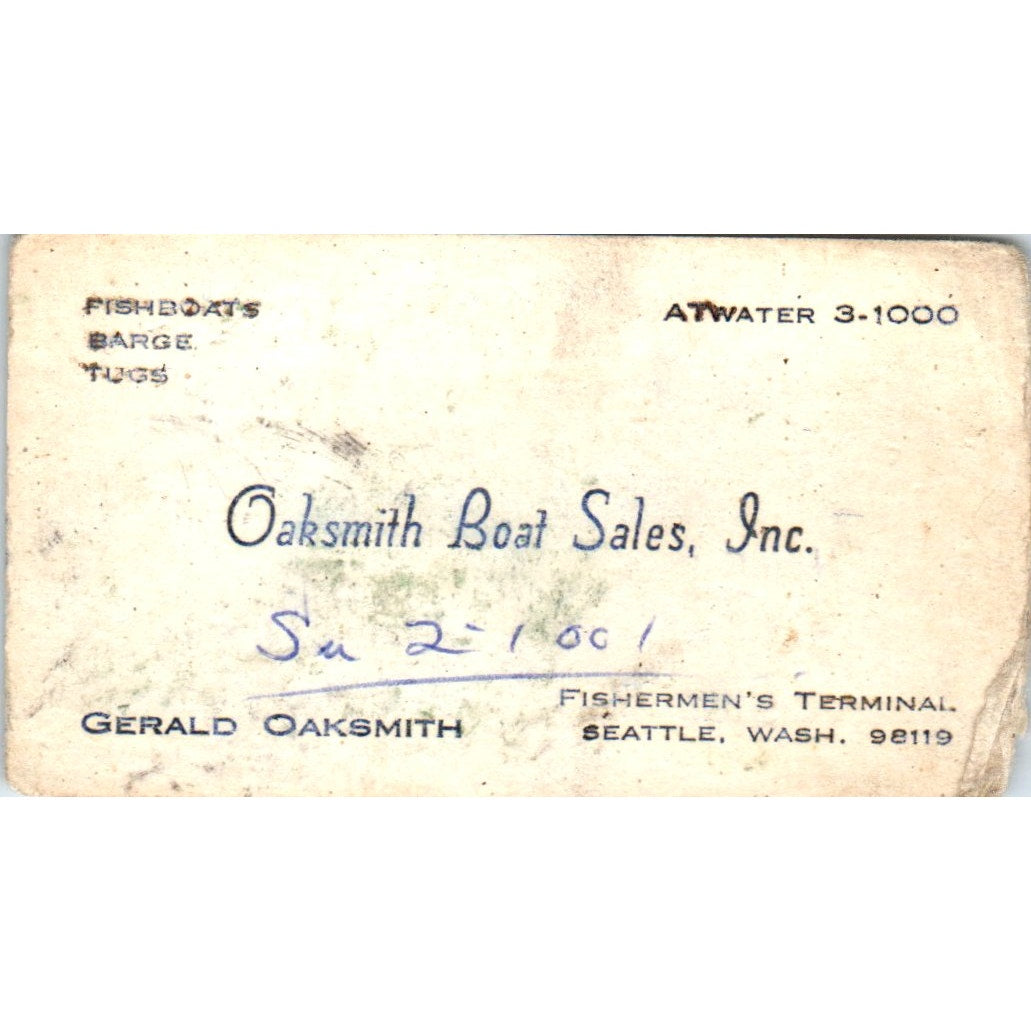 FISHBOATS
BARGE
TUGS
ATWATER 3-1000
Oaksmith Boat Sales, Inc.
Su 2-1001
GERALD OAKSMITH
FISHERMEN'S TERMINAL
SEATTLE, WASH. 98119